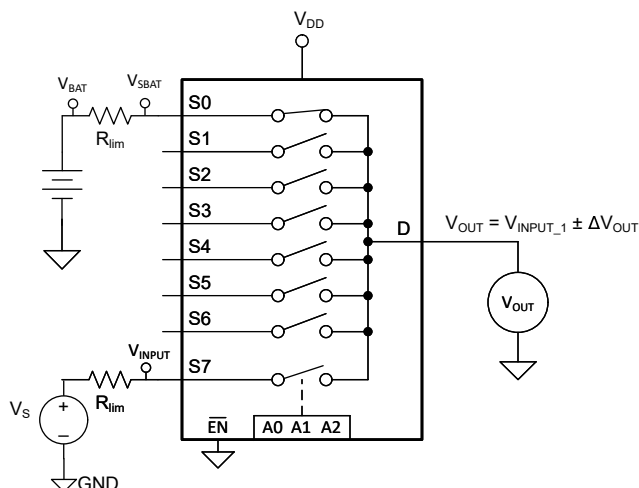 VDD
VBAT
VSBAT
Rlim
S0
S1
S2
S3
S4
S5
S6
S7
D
VOUT = VINPUT_1 ± ΔVOUT
VOUT
VINPUT
Rlim
VS
+
−
GND
EN
A0 A1 A2